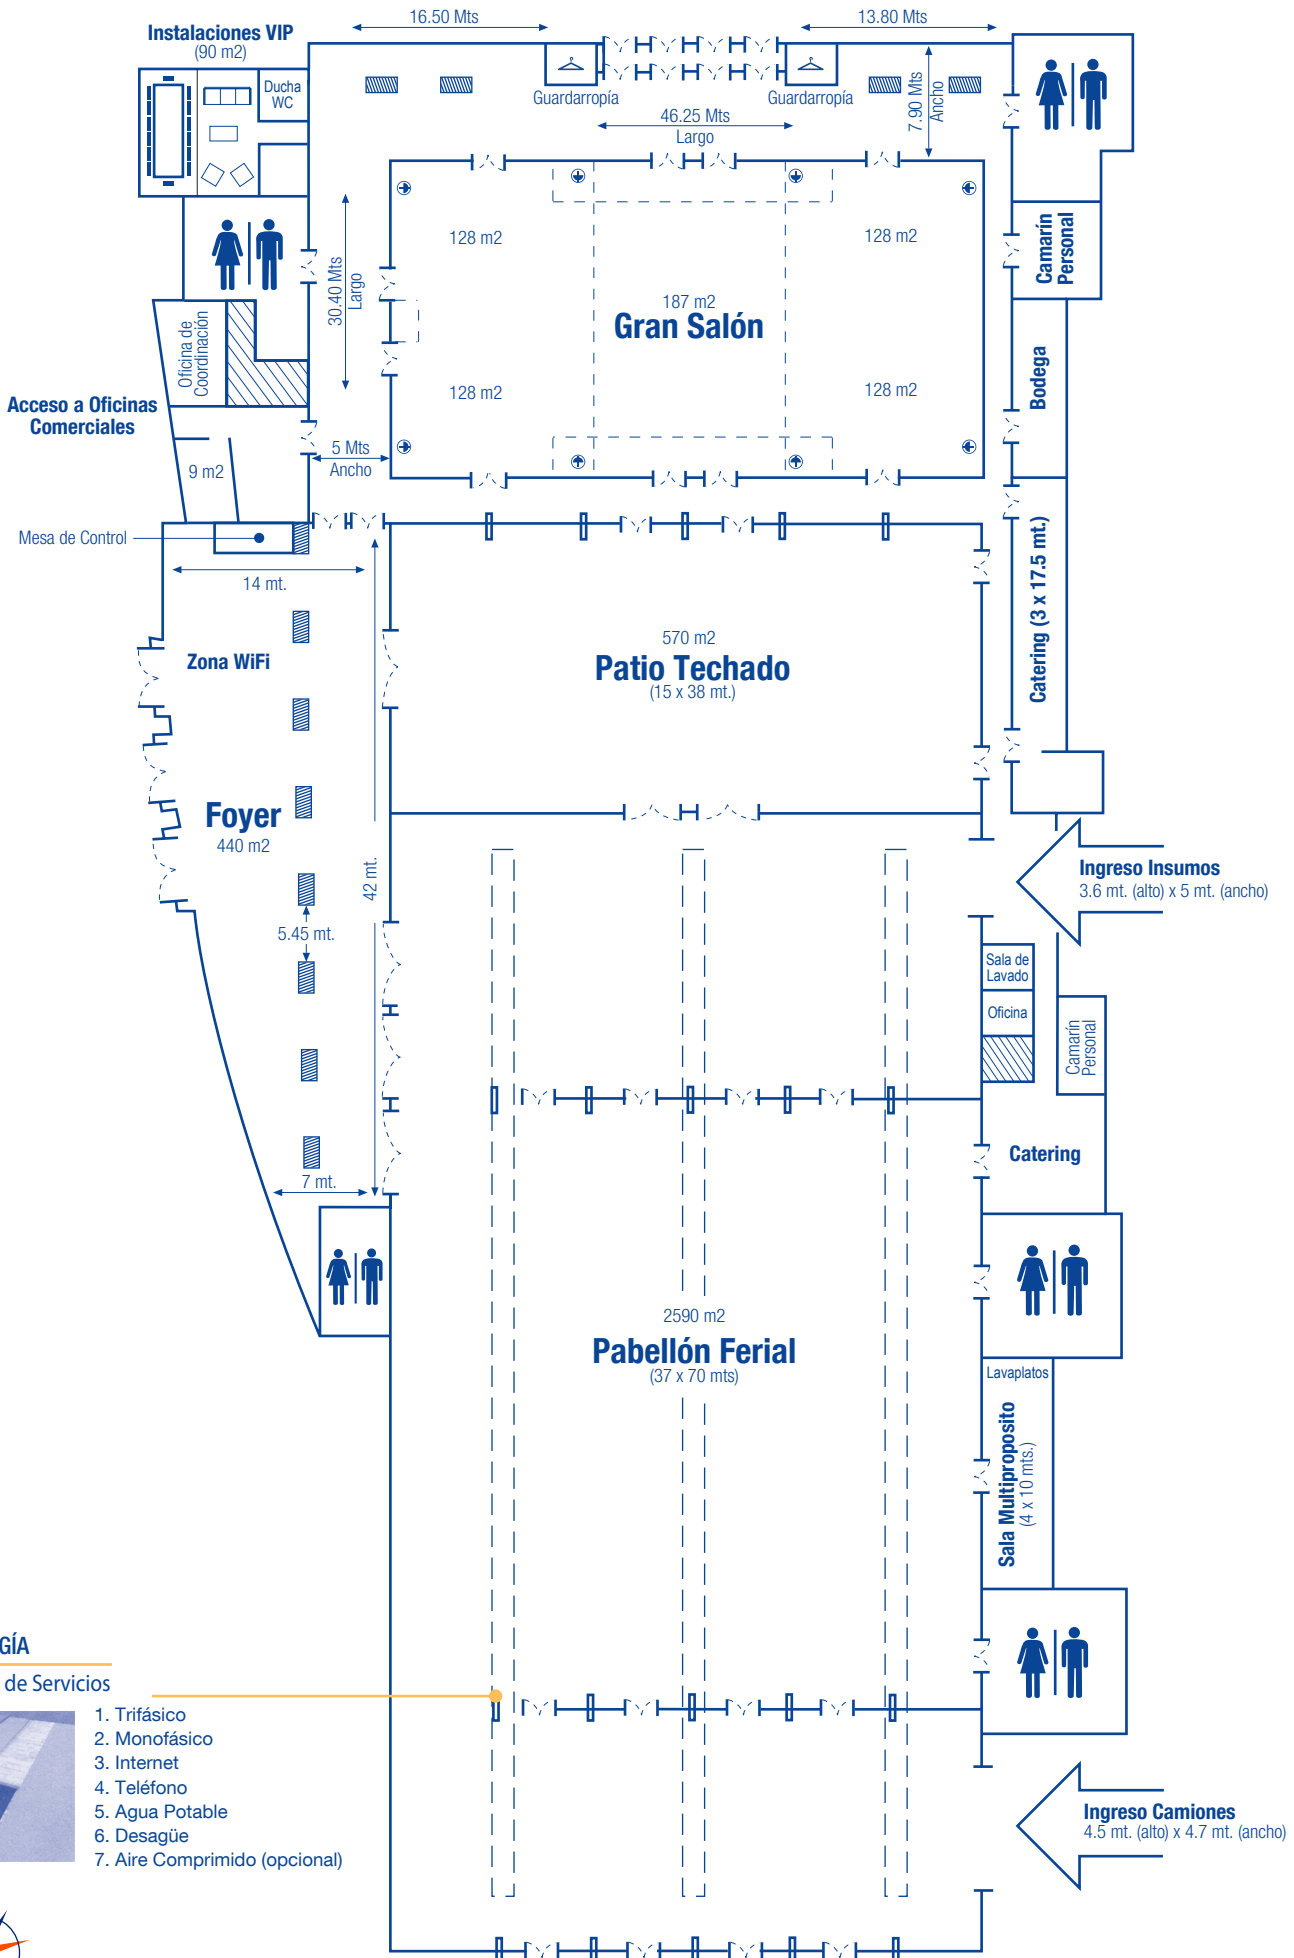 16.50 Mts
13.80 Mts
Instalaciones VIP
(90 m2)
Ducha
WC
Guardarropía
Guardarropía
46.25 Mts
Largo
7.90 Mts
Ancho
128 m2
128 m2
30.40 Mts
Largo
187 m2
Gran Salón
Camarín
Personal
Oficina de
Coordinación
128 m2
128 m2
Bodega
Acceso a Oficinas
Comerciales
5 Mts
Ancho
9 m2
Mesa de Control
14 mt.
Catering (3 x 17.5 mt.)
570 m2
Patio Techado
(15 x 38 mt.)
Zona WiFi
Foyer
440 m2
42 mt.
5.45 mt.
Ingreso Insumos
3.6 mt. (alto) x 5 mt. (ancho)
Sala de
Lavado
Oficina
Camarín
Personal
Catering
7 mt.
2590 m2
Pabellón Ferial
(37 x 70 mts)
Lavaplatos
Sala Multiproposito
(4 x 10 mts.)
GÍA
de Servicios
1. Trifásico
2. Monofásico
3. Internet
4. Teléfono
5. Agua Potable
6. Desagüe
7. Aire Comprimido (opcional)
Ingreso Camiones
4.5 mt. (alto) x 4.7 mt. (ancho)